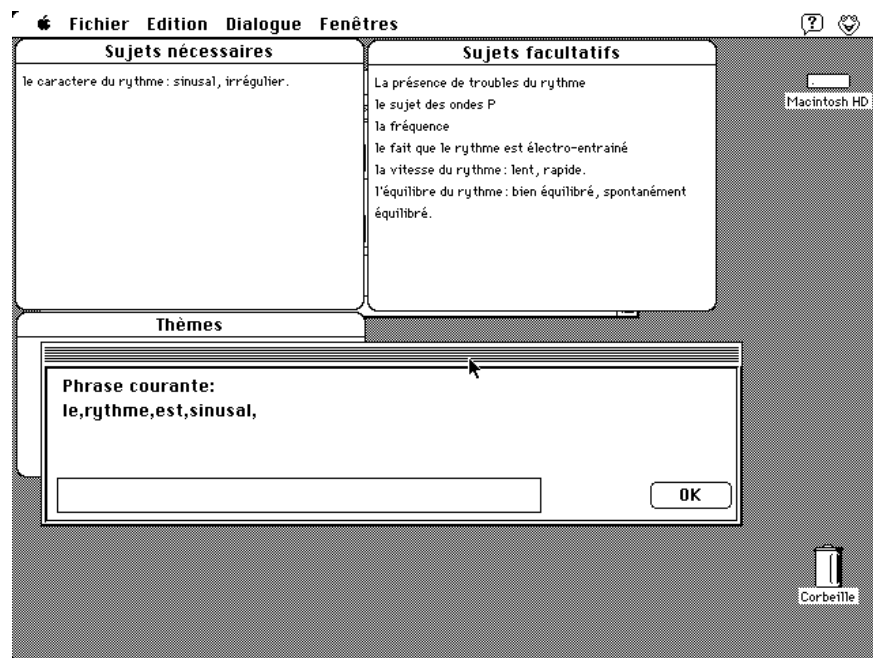 Fichier Edition Dialogue Fenêtres
Sujets nécessaires
le caractere du rythme : sinusal, irrégulier.
Sujets facultatifs
La présence de troubles du rythme
le sujet des ondes P
la fréquence
le fait que le rythme est électro-entrainé
la vitesse du rythme : lent, rapide.
l'équilibre du rythme : bien équilibré, spontanément
équilibré.
Macintosh HD
Thèmes
Phrase courante:
le,rythme,est,sinusal,
OK
Corbeille